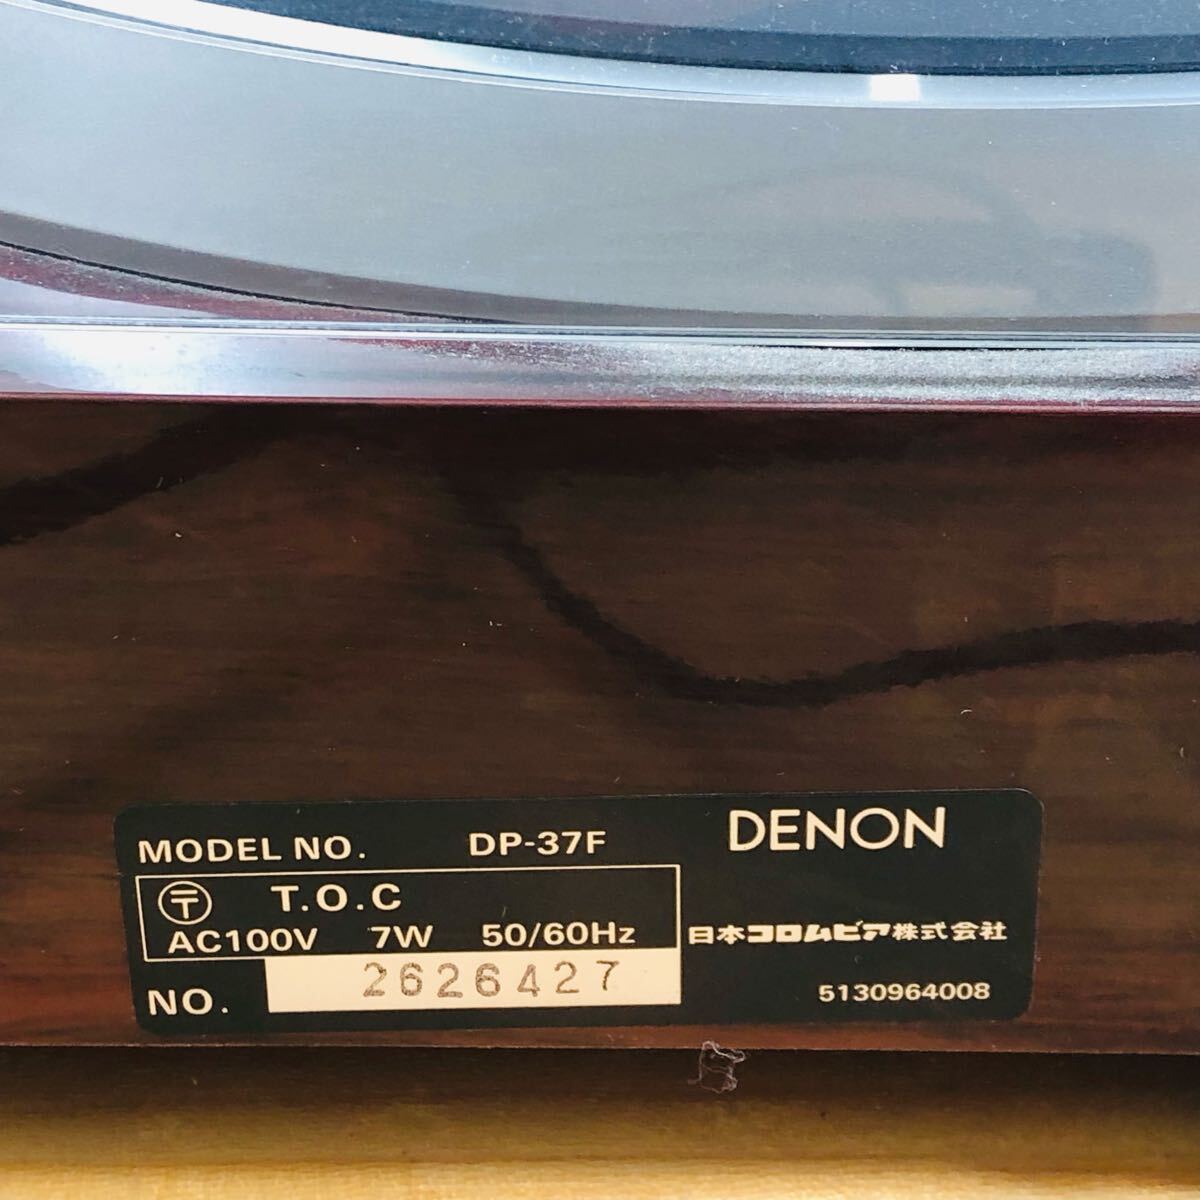 MODEL NO. DP-37F
DENON
〒 T.O.C
AC100V 7W 50/60Hz
日本コロムビア株式会社
NO. 2626427
5130964008